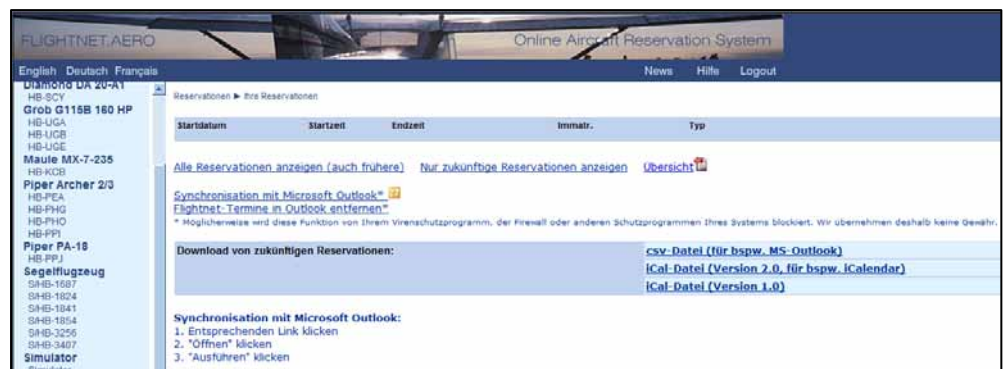 FLIGHTNET.AERO
Online Aircraft Reservation System
English Deutsch Français
News Hilfe Logout
Diamond DA 20-A1
HB-SCY
Grob G115B 160 HP
HB-UGA
HB-UGB
HB-UGE
Maule MX-7-235
HB-KCB
Piper Archer 2/3
HB-PEA
HB-PHG
HB-PHO
HB-PPI
Piper PA-18
HB-PPJ
Segelflugzeug
S/HB-1687
S/HB-1824
S/HB-1841
S/HB-1854
S/HB-3256
S/HB-3407
Simulator
Simulator
Reservationen ► Ihre Reservationen
Startdatum Startzeit Endzeit Immatr. Typ
Alle Reservationen anzeigen (auch frühere) Nur zukünftige Reservationen anzeigen Übersicht
Synchronisation mit Microsoft Outlook*
Flightnet-Termine in Outlook entfernen*
* Möglicherweise wird diese Funktion von Ihrem Virenschutzprogramm, der Firewall oder anderen Schutzprogrammen Ihres Systems blockiert. Wir übernehmen deshalb keine Gewähr.
Download von zukünftigen Reservationen:
csv-Datei (für bspw. MS-Outlook)
iCal-Datei (Version 2.0, für bspw. iCalendar)
iCal-Datei (Version 1.0)
Synchronisation mit Microsoft Outlook:
1. Entsprechenden Link klicken
2. "Öffnen" klicken
3. "Ausführen" klicken